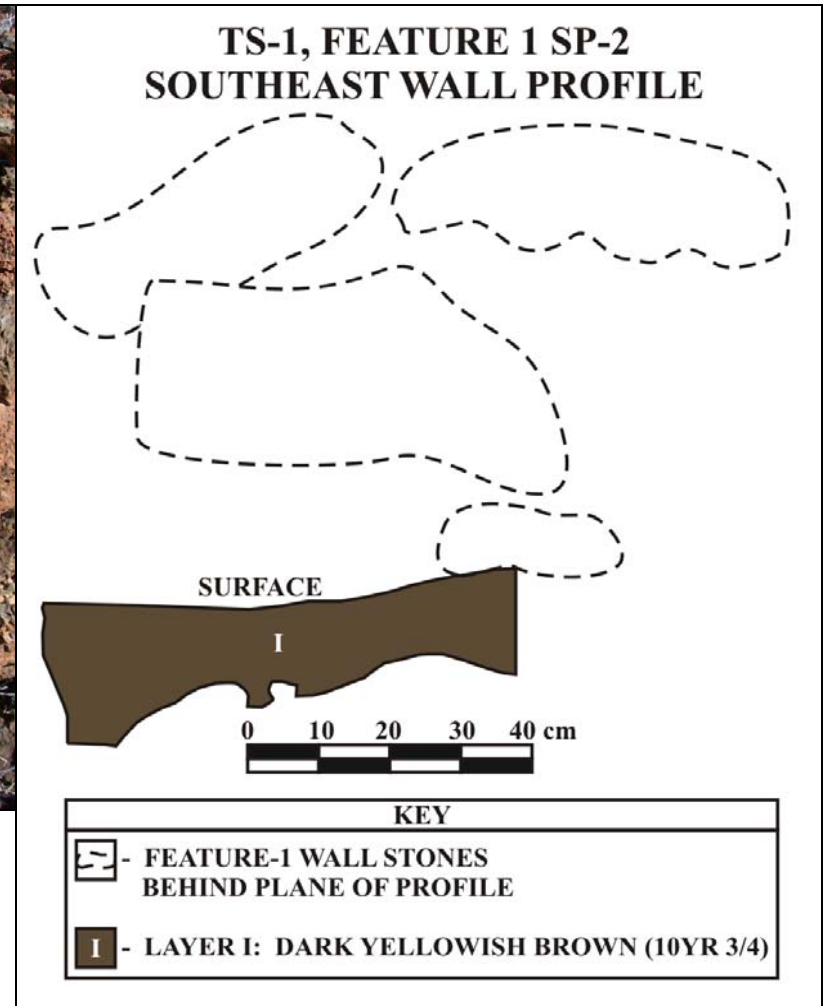 TS-1, FEATURE 1 SP-2
SOUTHEAST WALL PROFILE
SURFACE
I
0 10 20 30 40 cm
KEY
- FEATURE-1 WALL STONES
BEHIND PLANE OF PROFILE
I - LAYER I: DARK YELLOWISH BROWN (10YR 3/4)